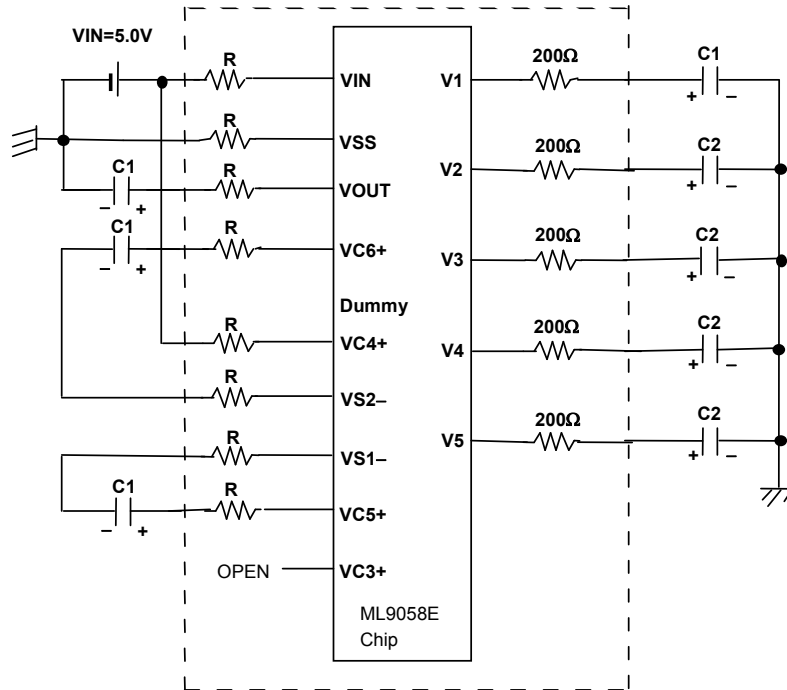 VIN=5.0V
R
VIN
R
VSS
C1
R
VOUT
– +
C1
R
VC6+
– +
Dummy
R
VC4+
R
VS2–
R
VS1–
C1
R
VC5+
– +
OPEN
VC3+
ML9058E
Chip
V1
200Ω
C1
+ –
V2
200Ω
C2
+ –
V3
200Ω
C2
+ –
V4
200Ω
C2
+ –
V5
200Ω
C2
+ –